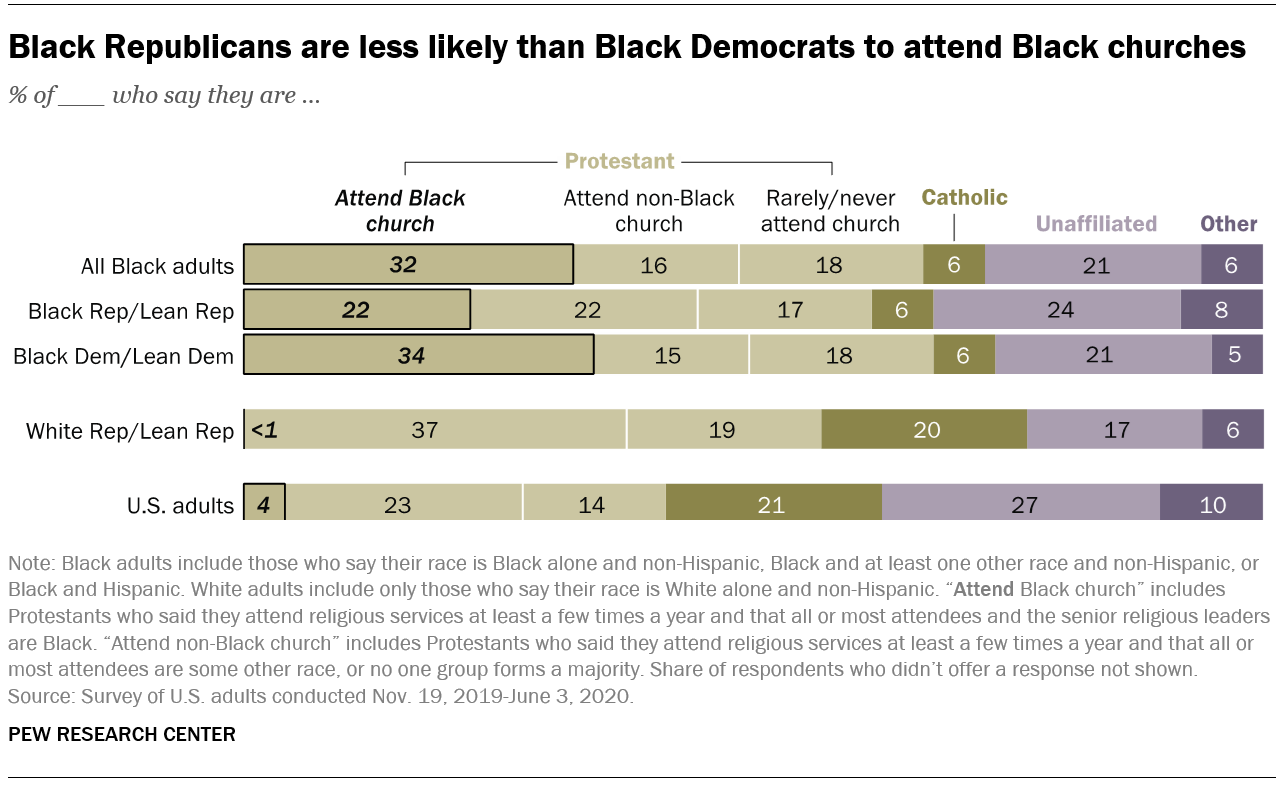 Black Republicans are less likely than Black Democrats to attend Black churches
% of ___ who say they are ...
Protestant
Attend Black church
Attend non-Black church
Rarely/never attend church
Catholic
Unaffiliated
Other
All Black adults 32 16 18 6 21 6
Black Rep/Lean Rep 22 22 17 6 24 8
Black Dem/Lean Dem 34 15 18 6 21 5
White Rep/Lean Rep <1 37 19 20 17 6
U.S. adults 4 23 14 21 27 10
Note: Black adults include those who say their race is Black alone and non-Hispanic, Black and at least one other race and non-Hispanic, or
Black and Hispanic. White adults include only those who say their race is White alone and non-Hispanic. “Attend Black church” includes
Protestants who said they attend religious services at least a few times a year and that all or most attendees and the senior religious leaders
are Black. “Attend non-Black church” includes Protestants who said they attend religious services at least a few times a year and that all or
most attendees are some other race, or no one group forms a majority. Share of respondents who didn’t offer a response not shown.
Source: Survey of U.S. adults conducted Nov. 19, 2019-June 3, 2020.
PEW RESEARCH CENTER